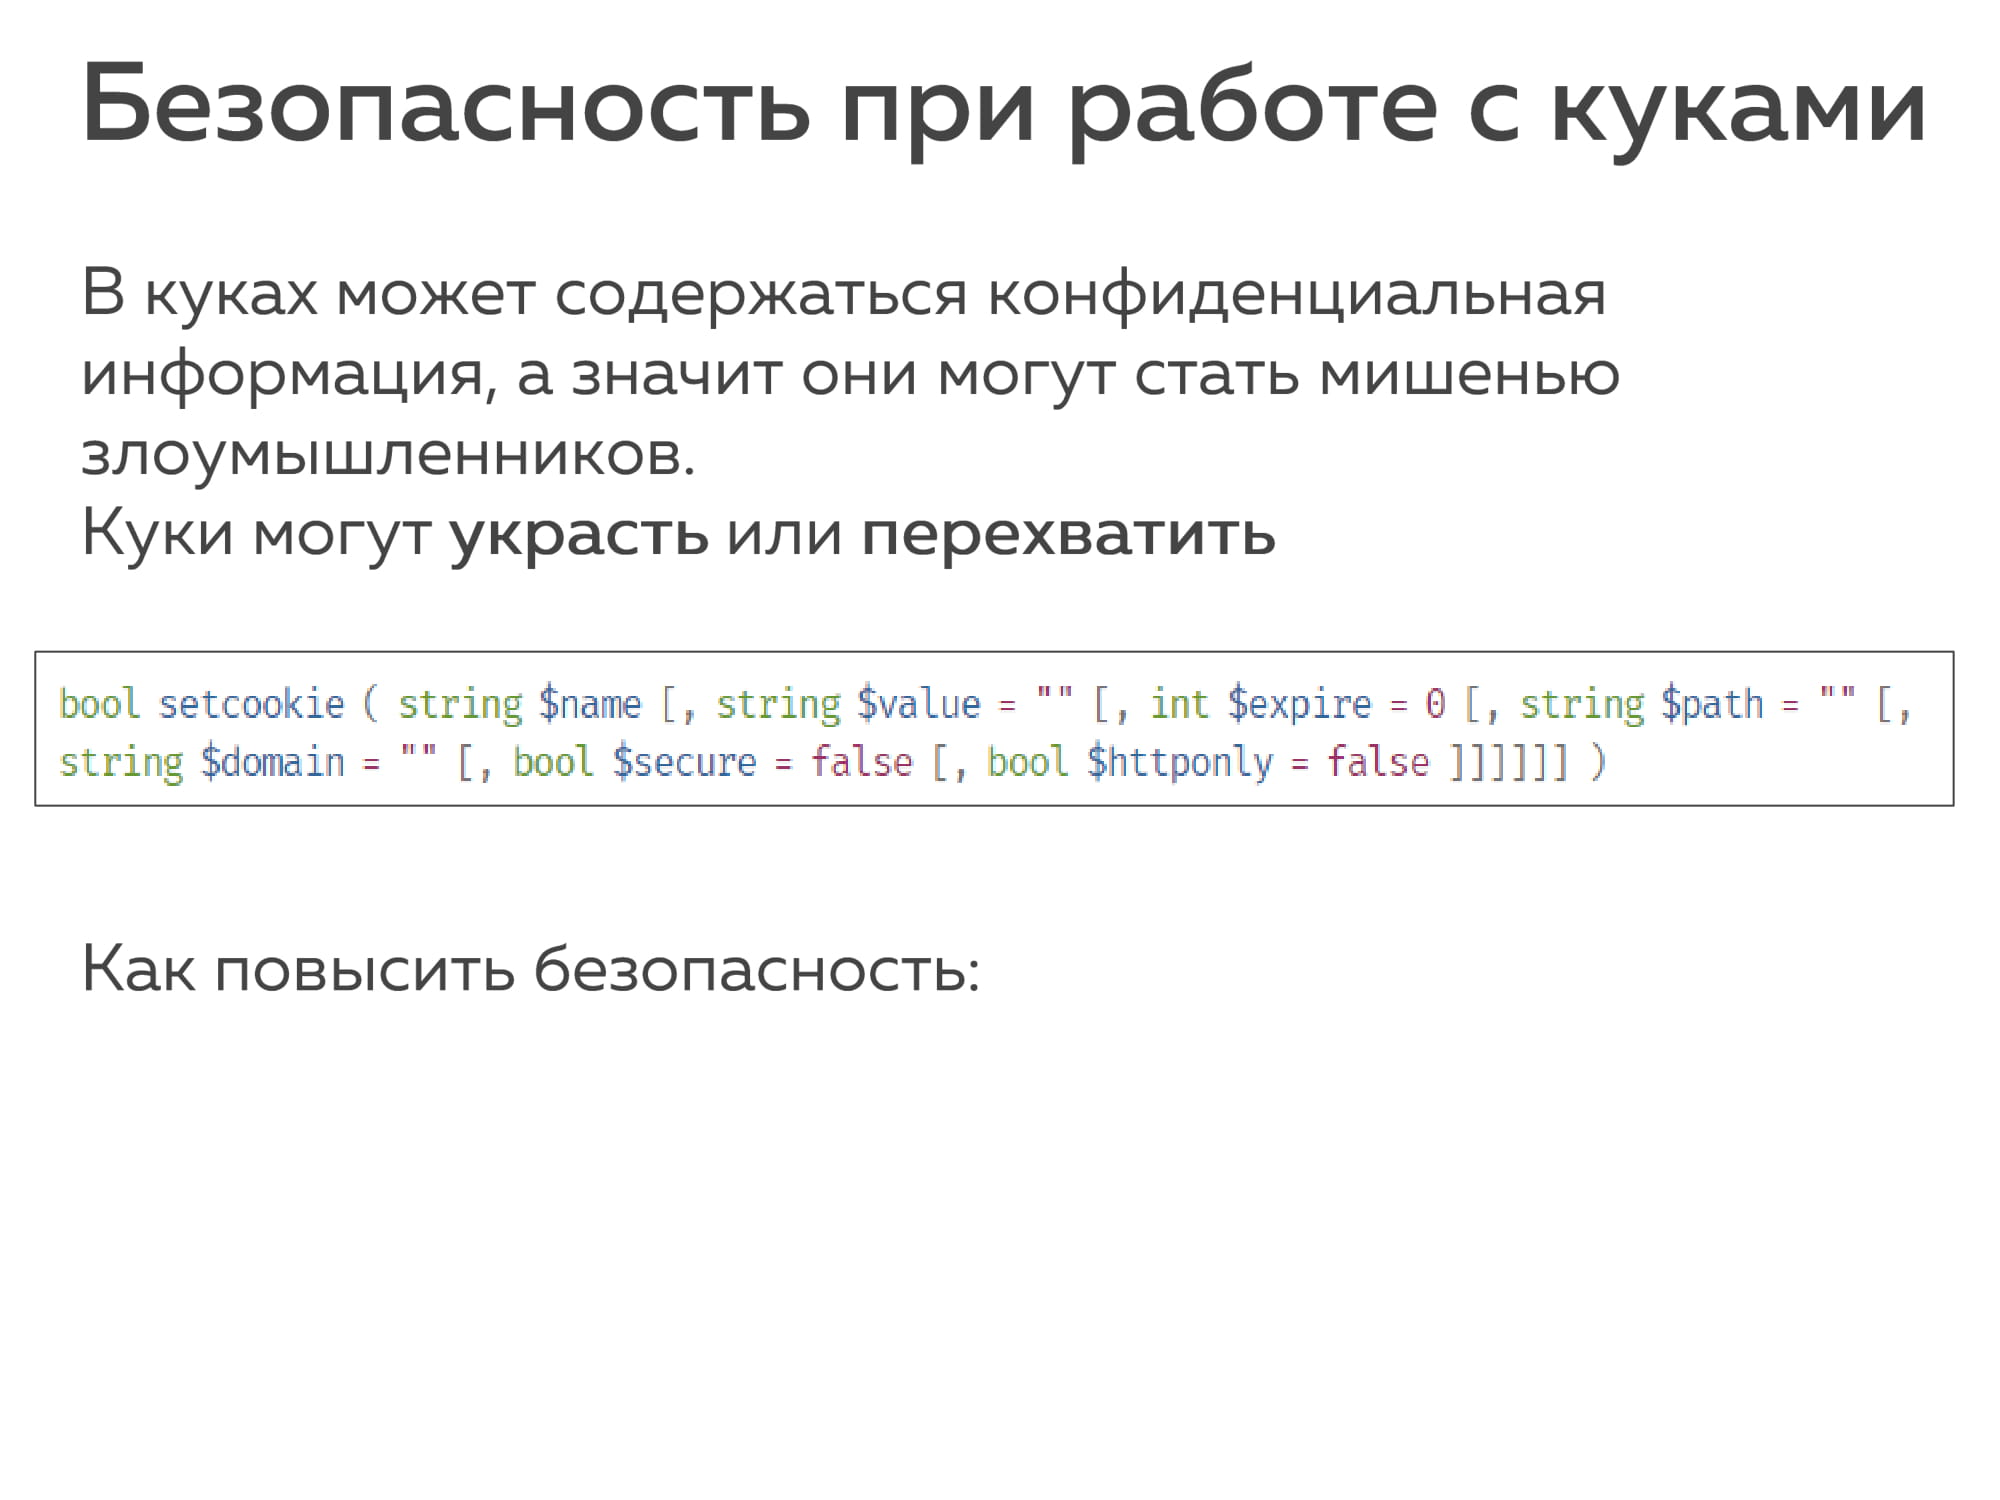 Безопасность при работе с куками
В куках может содержаться конфиденциальная
информация, а значит они могут стать мишенью
злоумышленников.
Куки могут украсть или перехватить
bool setcookie ( string $name [, string $value = "" [, int $expire = 0 [, string $path = "" [,
string $domain = "" [, bool $secure = false [, bool $httponly = false ]]]]]] )
Как повысить безопасность: